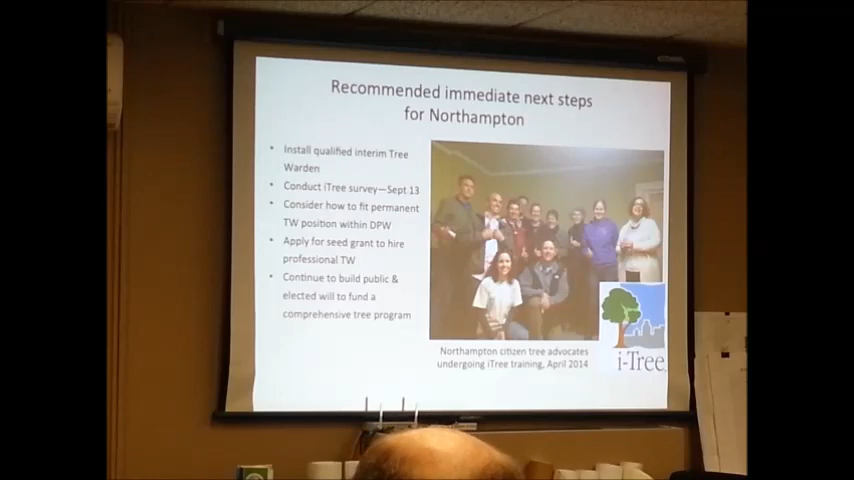 Recommended immediate next steps
for Northampton
• Install qualified interim Tree
Warden
• Conduct iTree survey—Sept 13
• Consider how to fit permanent
TW position within DPW
• Apply for seed grant to hire
professional TW
• Continue to build public &
elected will to fund a
comprehensive tree program
Northampton citizen tree advocates
undergoing iTree training, April 2014
i-Tree